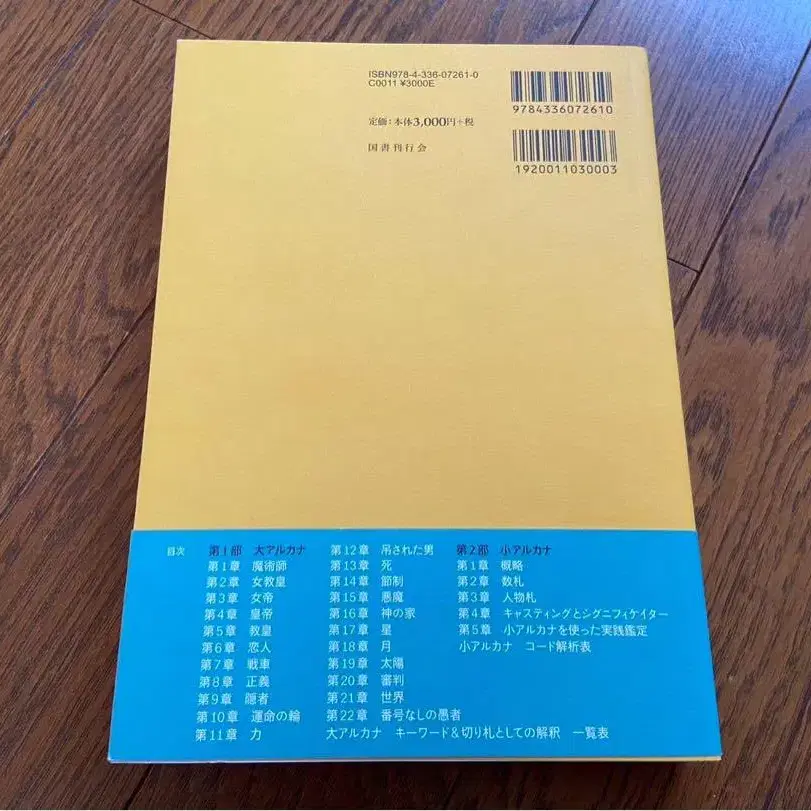 ISBN978-4-336-07261-0
C0011 ¥3000E
9784336072610
定価：本体3,000円+税
国書刊行会
1920011030003
目次
第1部 大アルカナ
第1章 魔術師
第2章 女教皇
第3章 女帝
第4章 皇帝
第5章 教皇
第6章 恋人
第7章 戦車
第8章 正義
第9章 隠者
第10章 運命の輪
第11章 力
第12章 吊された男
第13章 死
第14章 節制
第15章 悪魔
第16章 神の家
第17章 星
第18章 月
第19章 太陽
第20章 審判
第21章 世界
第22章 番号なしの愚者
大アルカナ キーワード&切り札としての解釈 一覧表
第2部 小アルカナ
第1章 概略
第2章 数札
第3章 人物札
第4章 キャスティングとシグニフィケイター
第5章 小アルカナを使った実践鑑定
小アルカナ コード解析表